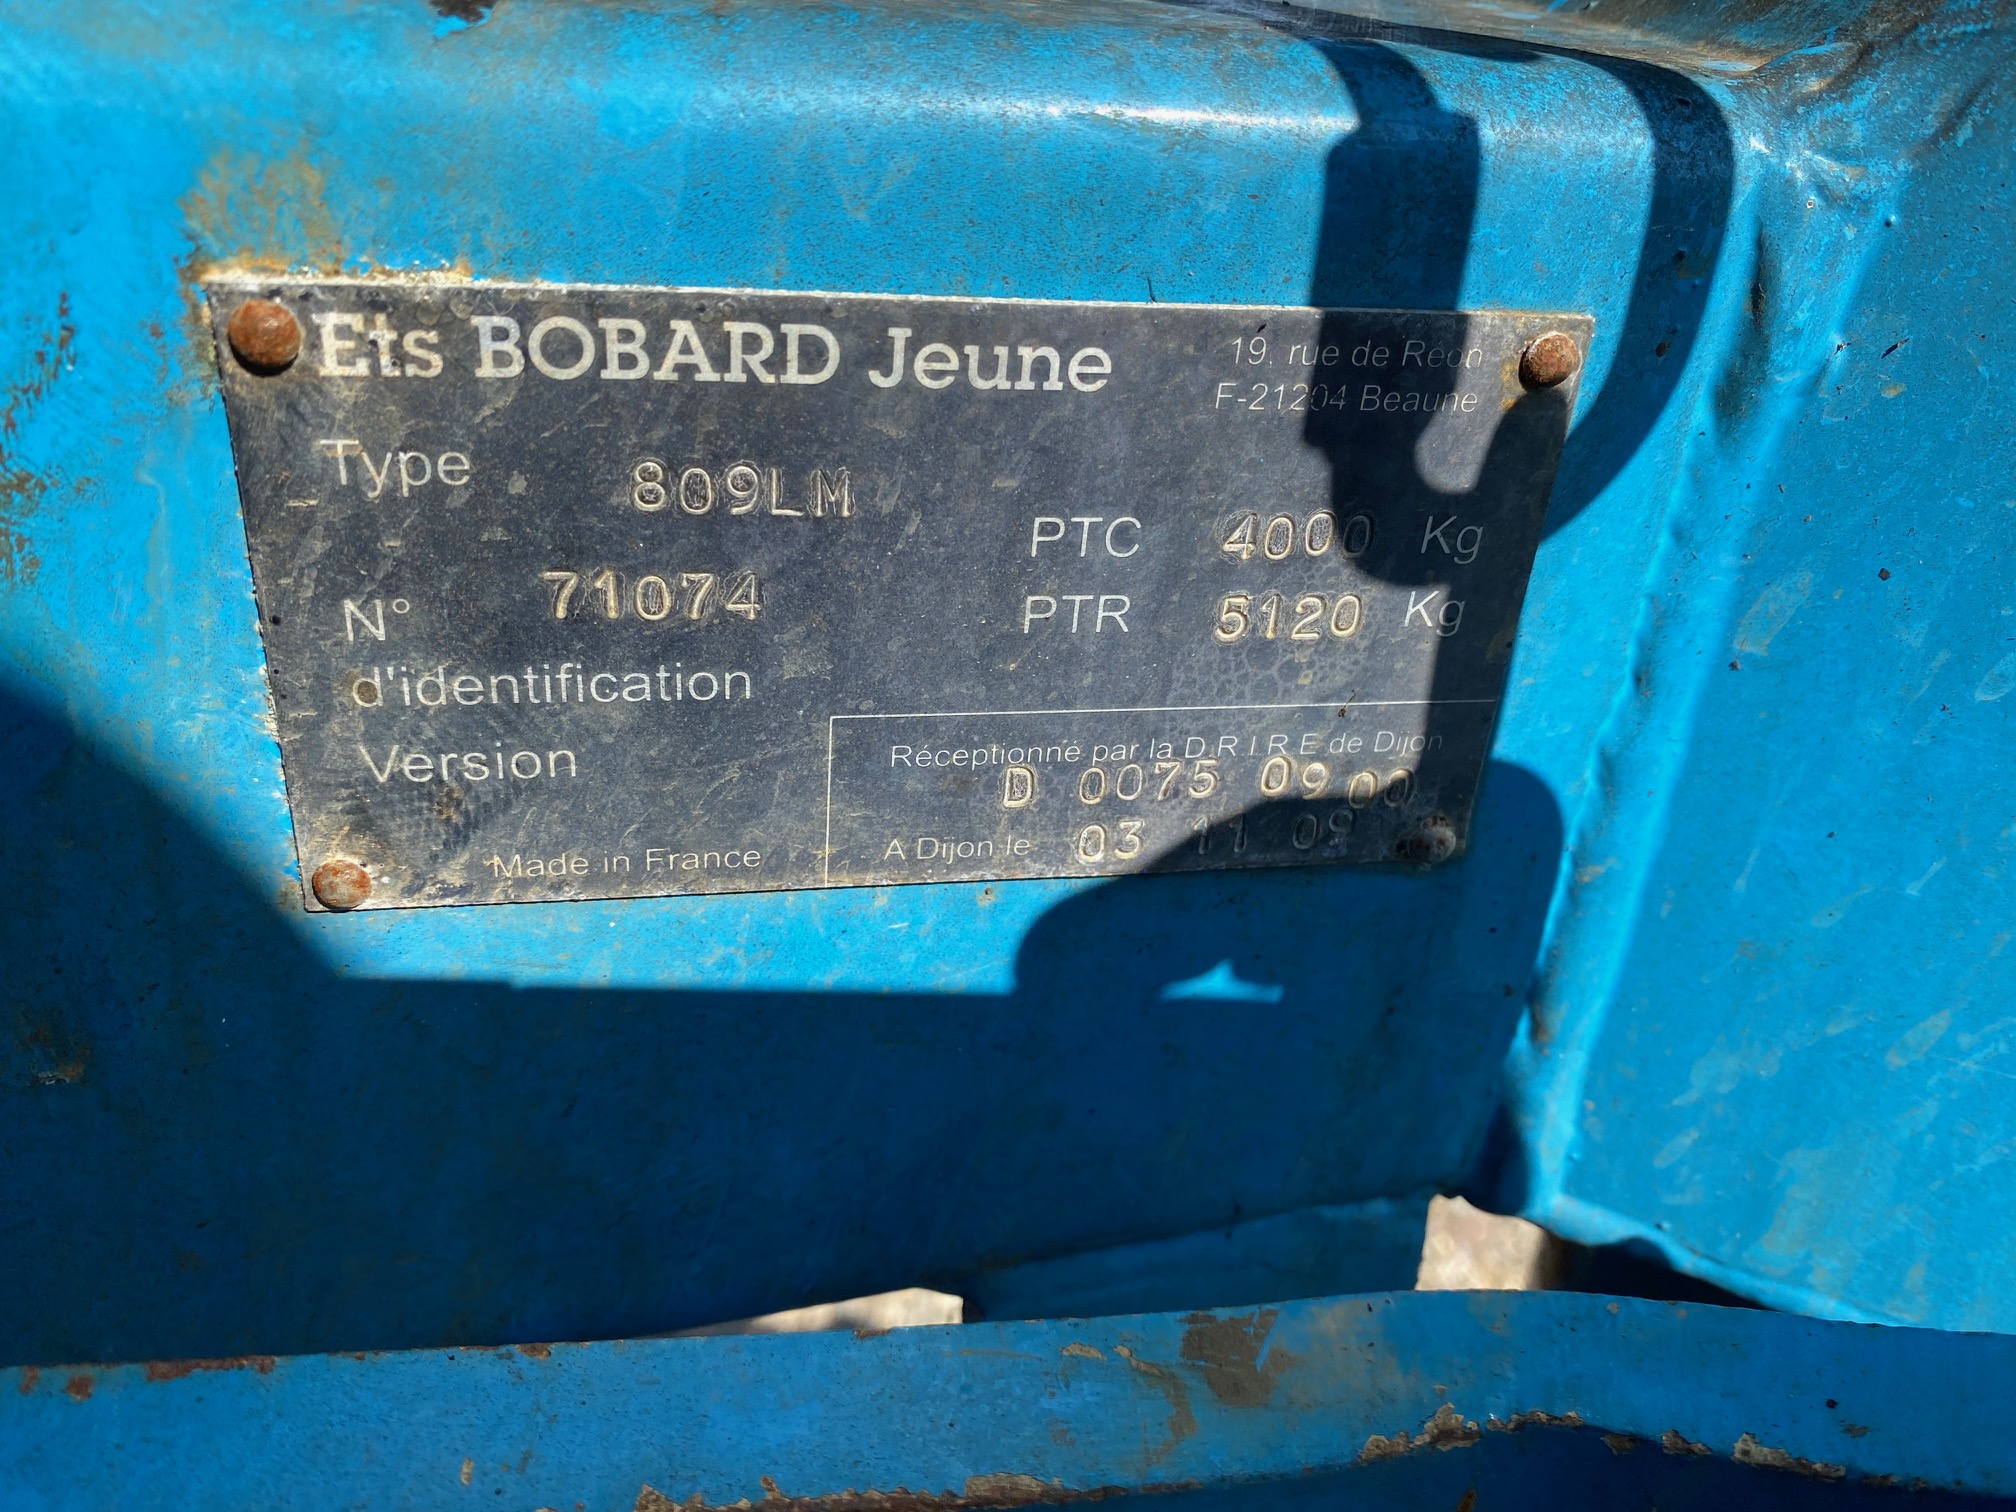 Ets BOBARD Jeune
19, rue de Réon
F-21204 Beaune
Type 809LM
PTC 4000 Kg
N° 71074
PTR 5120 Kg
d'identification
Version
Réceptionné par la D.R.I.R.E de Dijon
D 0075 09 00
A Dijon le 03 11 09
Made in France